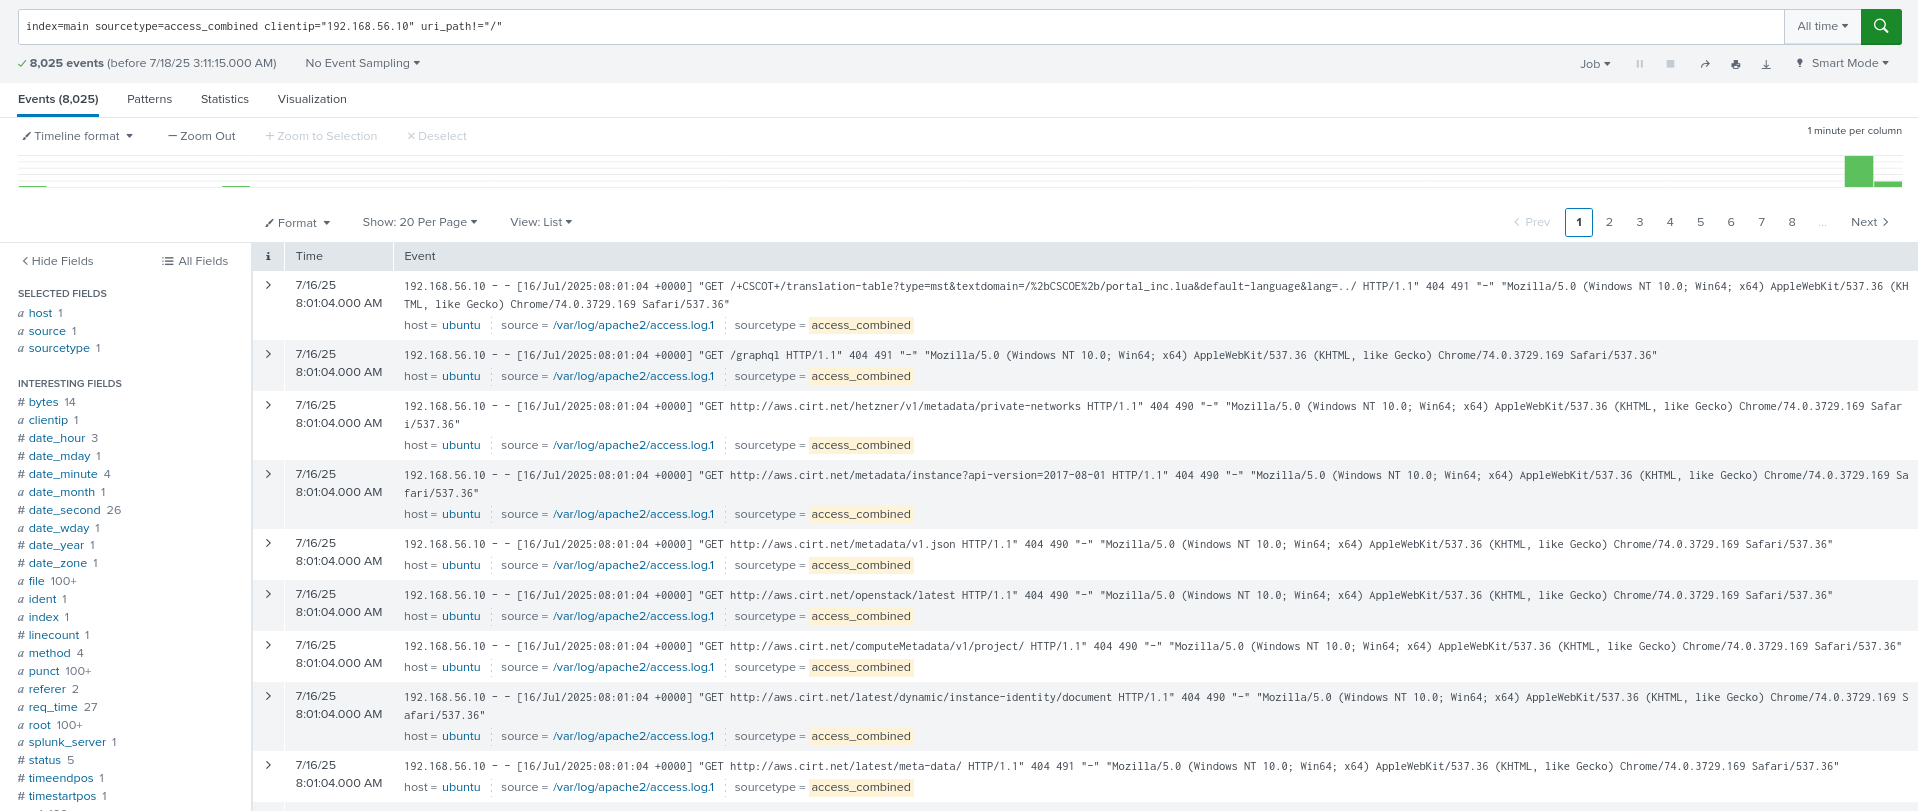 index=main sourcetype=access_combined clientip="192.168.56.10" uri_path!="/"
All time
8,025 events (before 7/18/25 3:11:15.000 AM)
No Event Sampling
Job
Smart Mode
Events (8,025)
Patterns
Statistics
Visualization
Timeline format
Zoom Out
Zoom to Selection
Deselect
1 minute per column
Format
Show: 20 Per Page
View: List
Prev
1
2
3
4
5
6
7
8
...
Next
Hide Fields
All Fields
SELECTED FIELDS
a host 1
a source 1
a sourcetype 1
INTERESTING FIELDS
# bytes 14
a clientip 1
# date_hour 3
# date_mday 1
# date_minute 4
a date_month 1
# date_second 26
a date_wday 1
# date_year 1
# date_zone 1
a file 100+
a ident 1
a index 1
# linecount 1
a method 4
a punct 100+
a referer 2
a req_time 27
a root 100+
a splunk_server 1
# status 5
# timeendpos 1
# timestartpos 1
i
Time
Event
7/16/25
8:01:04.000 AM
192.168.56.10 - - [16/Jul/2025:08:01:04 +0000] "GET /+CSCOT+/translation-table?type=mst&textdomain=/%2bCSCOE%2b/portal_inc.lua&default-language&lang=../ HTTP/1.1" 404 491 "-" "Mozilla/5.0 (Windows NT 10.0; Win64; x64) AppleWebKit/537.36 (KH
TML, like Gecko) Chrome/74.0.3729.169 Safari/537.36"
host = ubuntu source = /var/log/apache2/access.log.1 sourcetype = access_combined
7/16/25
8:01:04.000 AM
192.168.56.10 - - [16/Jul/2025:08:01:04 +0000] "GET /graphql HTTP/1.1" 404 491 "-" "Mozilla/5.0 (Windows NT 10.0; Win64; x64) AppleWebKit/537.36 (KHTML, like Gecko) Chrome/74.0.3729.169 Safari/537.36"
host = ubuntu source = /var/log/apache2/access.log.1 sourcetype = access_combined
7/16/25
8:01:04.000 AM
192.168.56.10 - - [16/Jul/2025:08:01:04 +0000] "GET http://aws.cirt.net/hetzner/v1/metadata/private-networks HTTP/1.1" 404 490 "-" "Mozilla/5.0 (Windows NT 10.0; Win64; x64) AppleWebKit/537.36 (KHTML, like Gecko) Chrome/74.0.3729.169 Safar
i/537.36"
host = ubuntu source = /var/log/apache2/access.log.1 sourcetype = access_combined
7/16/25
8:01:04.000 AM
192.168.56.10 - - [16/Jul/2025:08:01:04 +0000] "GET http://aws.cirt.net/metadata/instance?api-version=2017-08-01 HTTP/1.1" 404 490 "-" "Mozilla/5.0 (Windows NT 10.0; Win64; x64) AppleWebKit/537.36 (KHTML, like Gecko) Chrome/74.0.3729.169 Sa
fari/537.36"
host = ubuntu source = /var/log/apache2/access.log.1 sourcetype = access_combined
7/16/25
8:01:04.000 AM
192.168.56.10 - - [16/Jul/2025:08:01:04 +0000] "GET http://aws.cirt.net/metadata/v1.json HTTP/1.1" 404 490 "-" "Mozilla/5.0 (Windows NT 10.0; Win64; x64) AppleWebKit/537.36 (KHTML, like Gecko) Chrome/74.0.3729.169 Safari/537.36"
host = ubuntu source = /var/log/apache2/access.log.1 sourcetype = access_combined
7/16/25
8:01:04.000 AM
192.168.56.10 - - [16/Jul/2025:08:01:04 +0000] "GET http://aws.cirt.net/openstack/latest HTTP/1.1" 404 490 "-" "Mozilla/5.0 (Windows NT 10.0; Win64; x64) AppleWebKit/537.36 (KHTML, like Gecko) Chrome/74.0.3729.169 Safari/537.36"
host = ubuntu source = /var/log/apache2/access.log.1 sourcetype = access_combined
7/16/25
8:01:04.000 AM
192.168.56.10 - - [16/Jul/2025:08:01:04 +0000] "GET http://aws.cirt.net/computeMetadata/v1/project/ HTTP/1.1" 404 490 "-" "Mozilla/5.0 (Windows NT 10.0; Win64; x64) AppleWebKit/537.36 (KHTML, like Gecko) Chrome/74.0.3729.169 Safari/537.36"
host = ubuntu source = /var/log/apache2/access.log.1 sourcetype = access_combined
7/16/25
8:01:04.000 AM
192.168.56.10 - - [16/Jul/2025:08:01:04 +0000] "GET http://aws.cirt.net/latest/dynamic/instance-identity/document HTTP/1.1" 404 490 "-" "Mozilla/5.0 (Windows NT 10.0; Win64; x64) AppleWebKit/537.36 (KHTML, like Gecko) Chrome/74.0.3729.169 S
afari/537.36"
host = ubuntu source = /var/log/apache2/access.log.1 sourcetype = access_combined
7/16/25
8:01:04.000 AM
192.168.56.10 - - [16/Jul/2025:08:01:04 +0000] "GET http://aws.cirt.net/latest/meta-data/ HTTP/1.1" 404 491 "-" "Mozilla/5.0 (Windows NT 10.0; Win64; x64) AppleWebKit/537.36 (KHTML, like Gecko) Chrome/74.0.3729.169 Safari/537.36"
host = ubuntu source = /var/log/apache2/access.log.1 sourcetype = access_combined